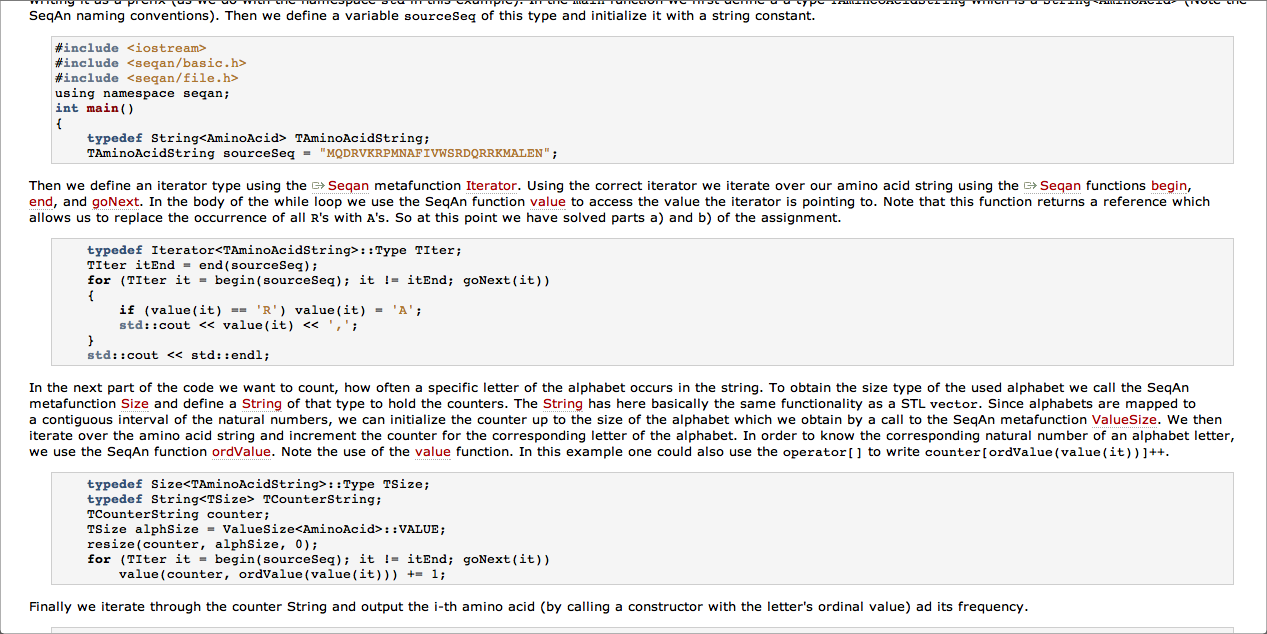 SeqAn naming conventions). Then we define a variable sourceSeq of this type and initialize it with a string constant.
#include <iostream>
#include <seqan/basic.h>
#include <seqan/file.h>
using namespace seqan;
int main()
{
typedef String<AminoAcid> TAminoAcidString;
TAminoAcidString sourceSeq = "MQDRVKRPMNAFIVWSRDQRRKMALEN";
Then we define an iterator type using the Seqan metafunction Iterator. Using the correct iterator we iterate over our amino acid string using the Seqan functions begin,
end, and goNext. In the body of the while loop we use the SeqAn function value to access the value the iterator is pointing to. Note that this function returns a reference which
allows us to replace the occurrence of all R's with A's. So at this point we have solved parts a) and b) of the assignment.
typedef Iterator<TAminoAcidString>::Type TIter;
TIter itEnd = end(sourceSeq);
for (TIter it = begin(sourceSeq); it != itEnd; goNext(it))
{
if (value(it) == 'R') value(it) = 'A';
std::cout << value(it) << ',';
}
std::cout << std::endl;
In the next part of the code we want to count, how often a specific letter of the alphabet occurs in the string. To obtain the size type of the used alphabet we call the SeqAn
metafunction Size and define a String of that type to hold the counters. The String has here basically the same functionality as a STL vector. Since alphabets are mapped to
a contiguous interval of the natural numbers, we can initialize the counter up to the size of the alphabet which we obtain by a call to the SeqAn metafunction ValueSize. We then
iterate over the amino acid string and increment the counter for the corresponding letter of the alphabet. In order to know the corresponding natural number of an alphabet letter,
we use the SeqAn function ordValue. Note the use of the value function. In this example one could also use the operator[] to write counter[ordValue(value(it))]++.
typedef Size<TAminoAcidString>::Type TSize;
typedef String<TSize> TCounterString;
TCounterString counter;
TSize alphSize = ValueSize<AminoAcid>::VALUE;
resize(counter, alphSize, 0);
for (TIter it = begin(sourceSeq); it != itEnd; goNext(it))
value(counter, ordValue(value(it))) += 1;
Finally we iterate through the counter String and output the i-th amino acid (by calling a constructor with the letter's ordinal value) ad its frequency.